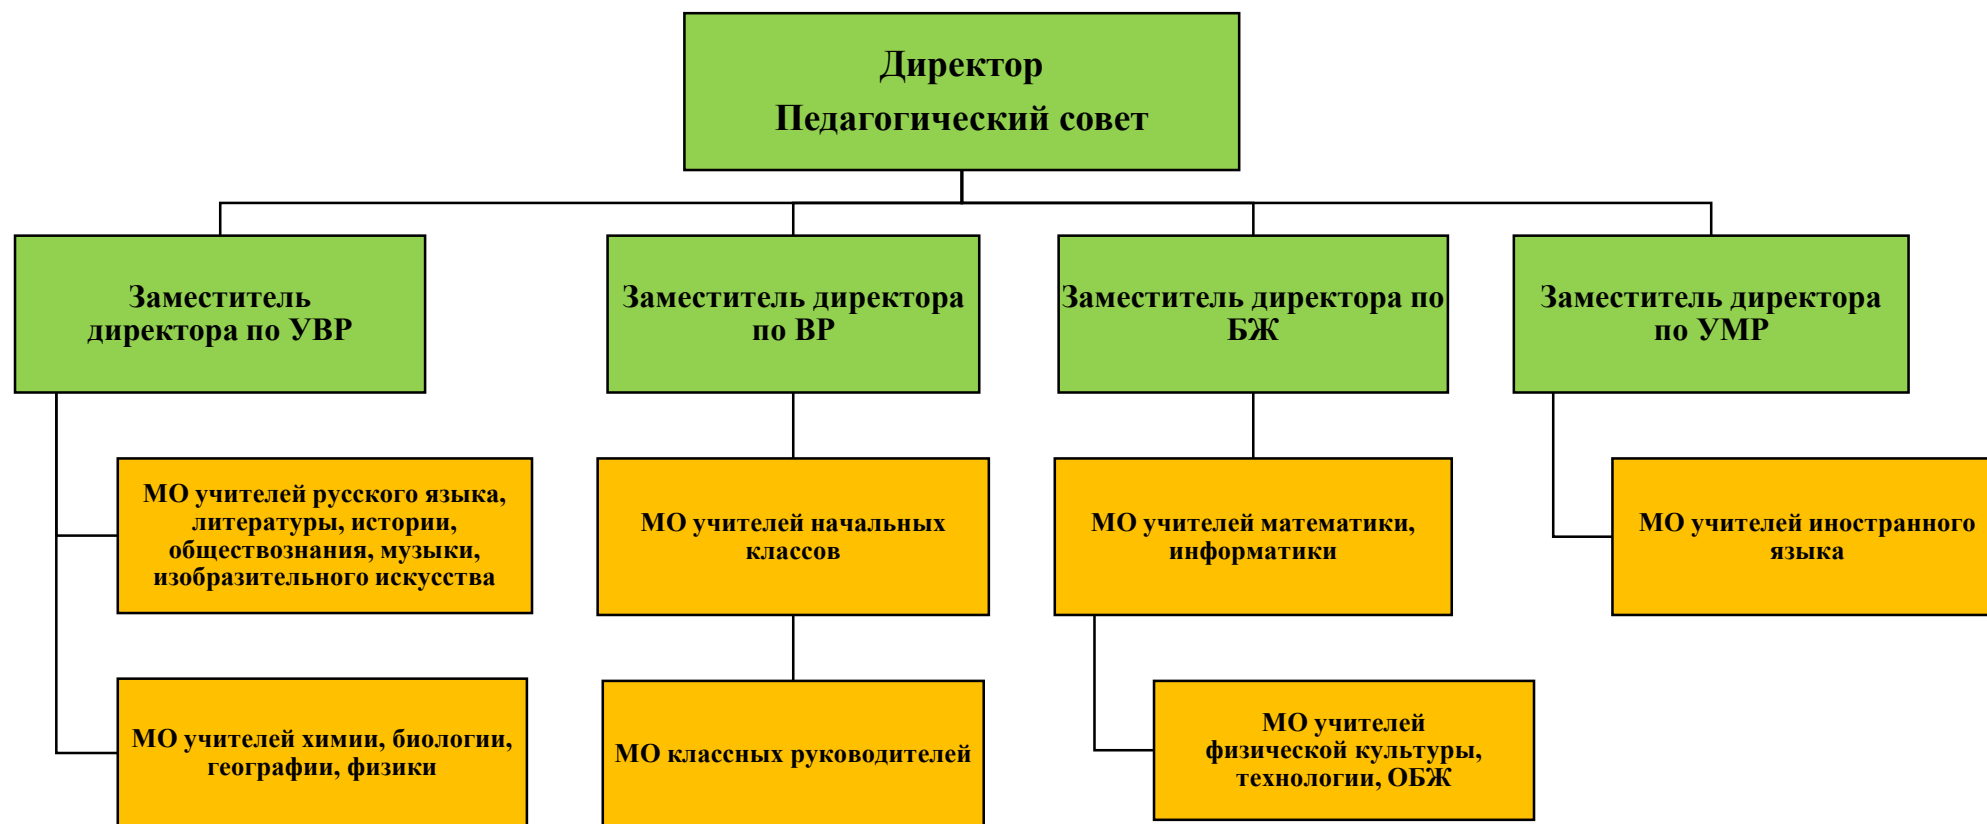 Директор
Педагогический совет
Заместитель
директора по УВР
Заместитель директора
по ВР
Заместитель директора по
БЖ
Заместитель директора
по УМР
МО учителей русского языка,
литературы, истории,
обществознания, музыки,
изобразительного искусства
МО учителей начальных
классов
МО учителей математики,
информатики
МО учителей иностранного
языка
МО учителей химии, биологии,
географии, физики
МО классных руководителей
МО учителей
физической культуры,
технологии, ОБЖ